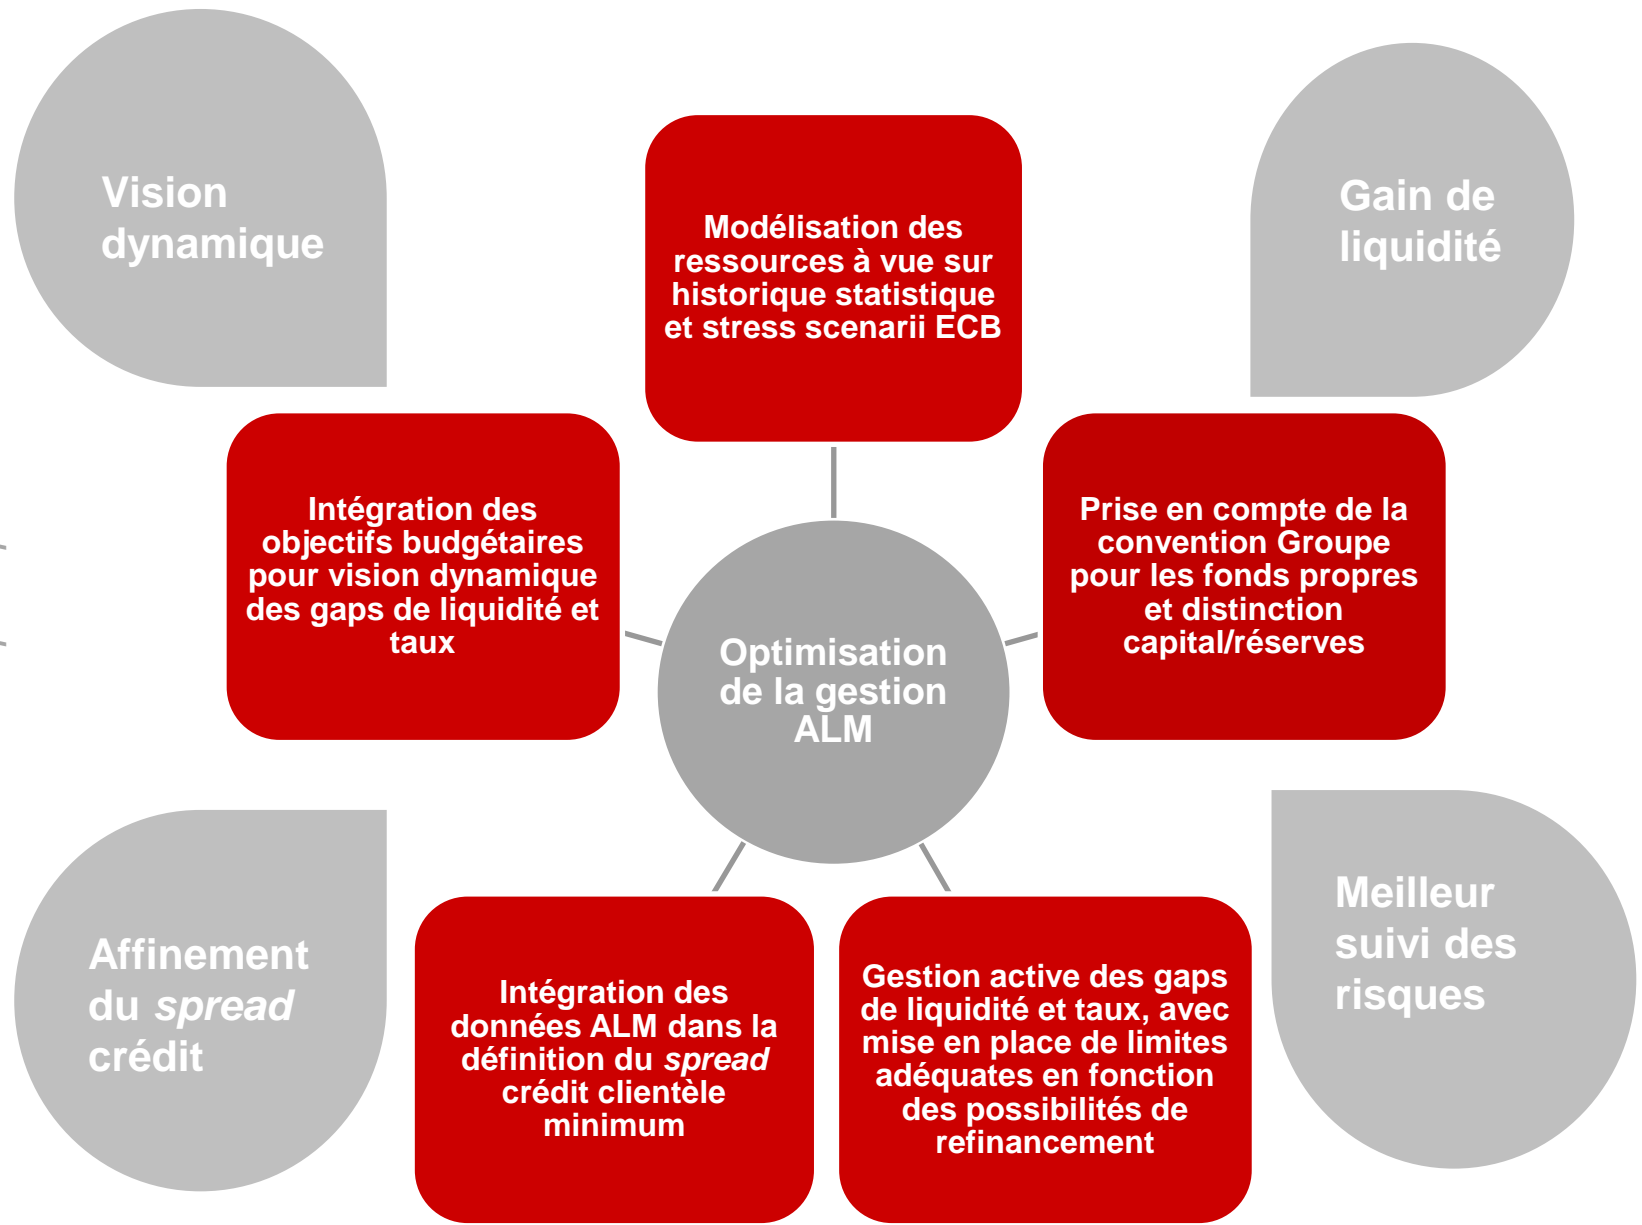 Vision
dynamique
Gain de
liquidité
Modélisation des
ressources à vue sur
historique statistique
et stress scenarii ECB
Intégration des
objectifs budgétaires
pour vision dynamique
des gaps de liquidité et
taux
Prise en compte de la
convention Groupe
pour les fonds propres
et distinction
capital/réserves
Optimisation
de la gestion
ALM
Affinement
du spread
crédit
Intégration des
données ALM dans la
définition du spread
crédit clientèle
minimum
Gestion active des gaps
de liquidité et taux, avec
mise en place de limites
adéquates en fonction
des possibilités de
refinancement
Meilleur
suivi des
risques